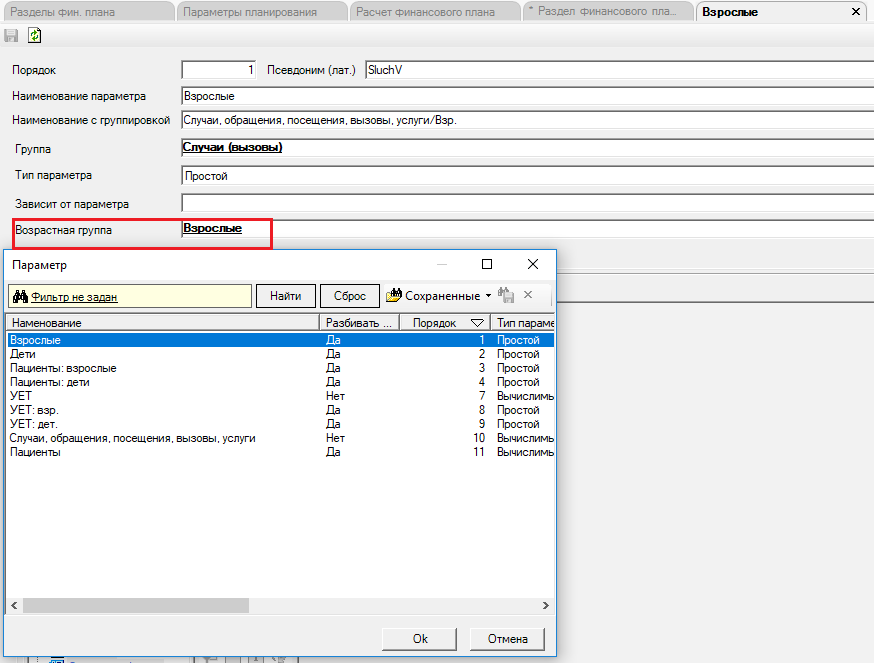 Разделы фин. плана Параметры планирования Расчет финансового плана * Раздел финансового пла... Взрослые
Порядок 1 Псевдоним (лат.) SluchV
Наименование параметра Взрослые
Наименование с группировкой Случаи, обращения, посещения, вызовы, услуги/Взр.
Группа Случаи (вызовы)
Тип параметра Простой
Зависит от параметра
Возрастная группа Взрослые
Параметр
Фильтр не задан Найти Сброс Сохраненные
Наменование Разбивать ... Порядок Тип параме
Взрослые Да 1 Простой
Дети Да 2 Простой
Пациенты: взрослые Да 3 Простой
Пациенты: дети Да 4 Простой
УЕТ Нет 7 Вычислимы
УЕТ: взр. Да 8 Простой
УЕТ: дет. Да 9 Простой
Случаи, обращения, посещения, вызовы, услуги Нет 10 Вычислимы
Пациенты Да 11 Вычислимы
Ok Отмена